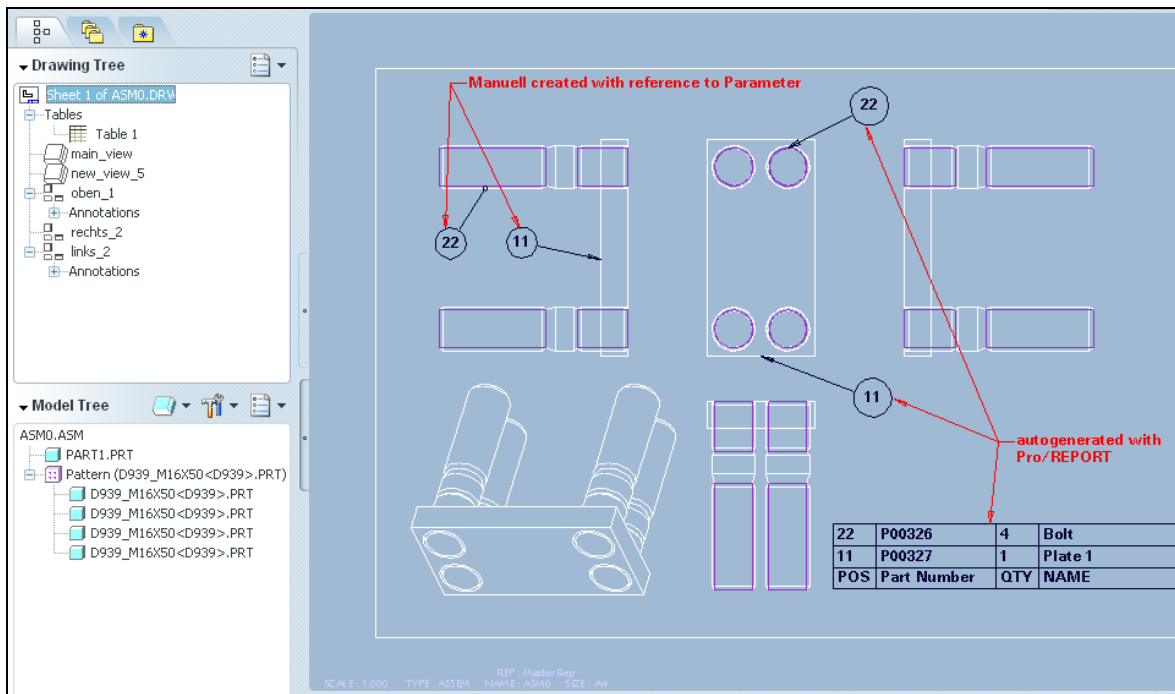 Drawing Tree
Sheet 1 of ASM0.DRW
Tables
Table 1
main_view
new_view_5
oben_1
Annotations
rechts_2
links_2
Annotations
Model Tree
ASM0.ASM
PART1.PRT
Pattern (D939_M16X50<D939>.PRT)
D939_M16X50<D939>.PRT
D939_M16X50<D939>.PRT
D939_M16X50<D939>.PRT
D939_M16X50<D939>.PRT
Manuell created with reference to Parameter
22
22
11
11
autogenerated with
Pro/REPORT
22 P00326 4 Bolt
11 P00327 1 Plate 1
POS Part Number QTY NAME
REP : Master Rep
SCALE : 1.000 TYPE : ASSEM NAME : ASM0 SIZE : A4